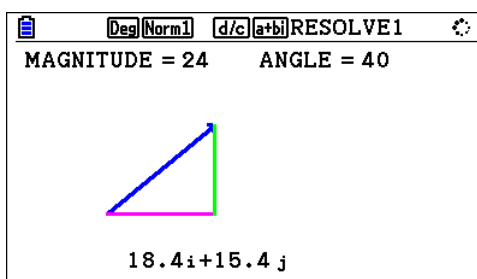 Deg Norm1 d/c a+bi RESOLVE1
MAGNITUDE = 24 ANGLE = 40
18.4i+15.4j